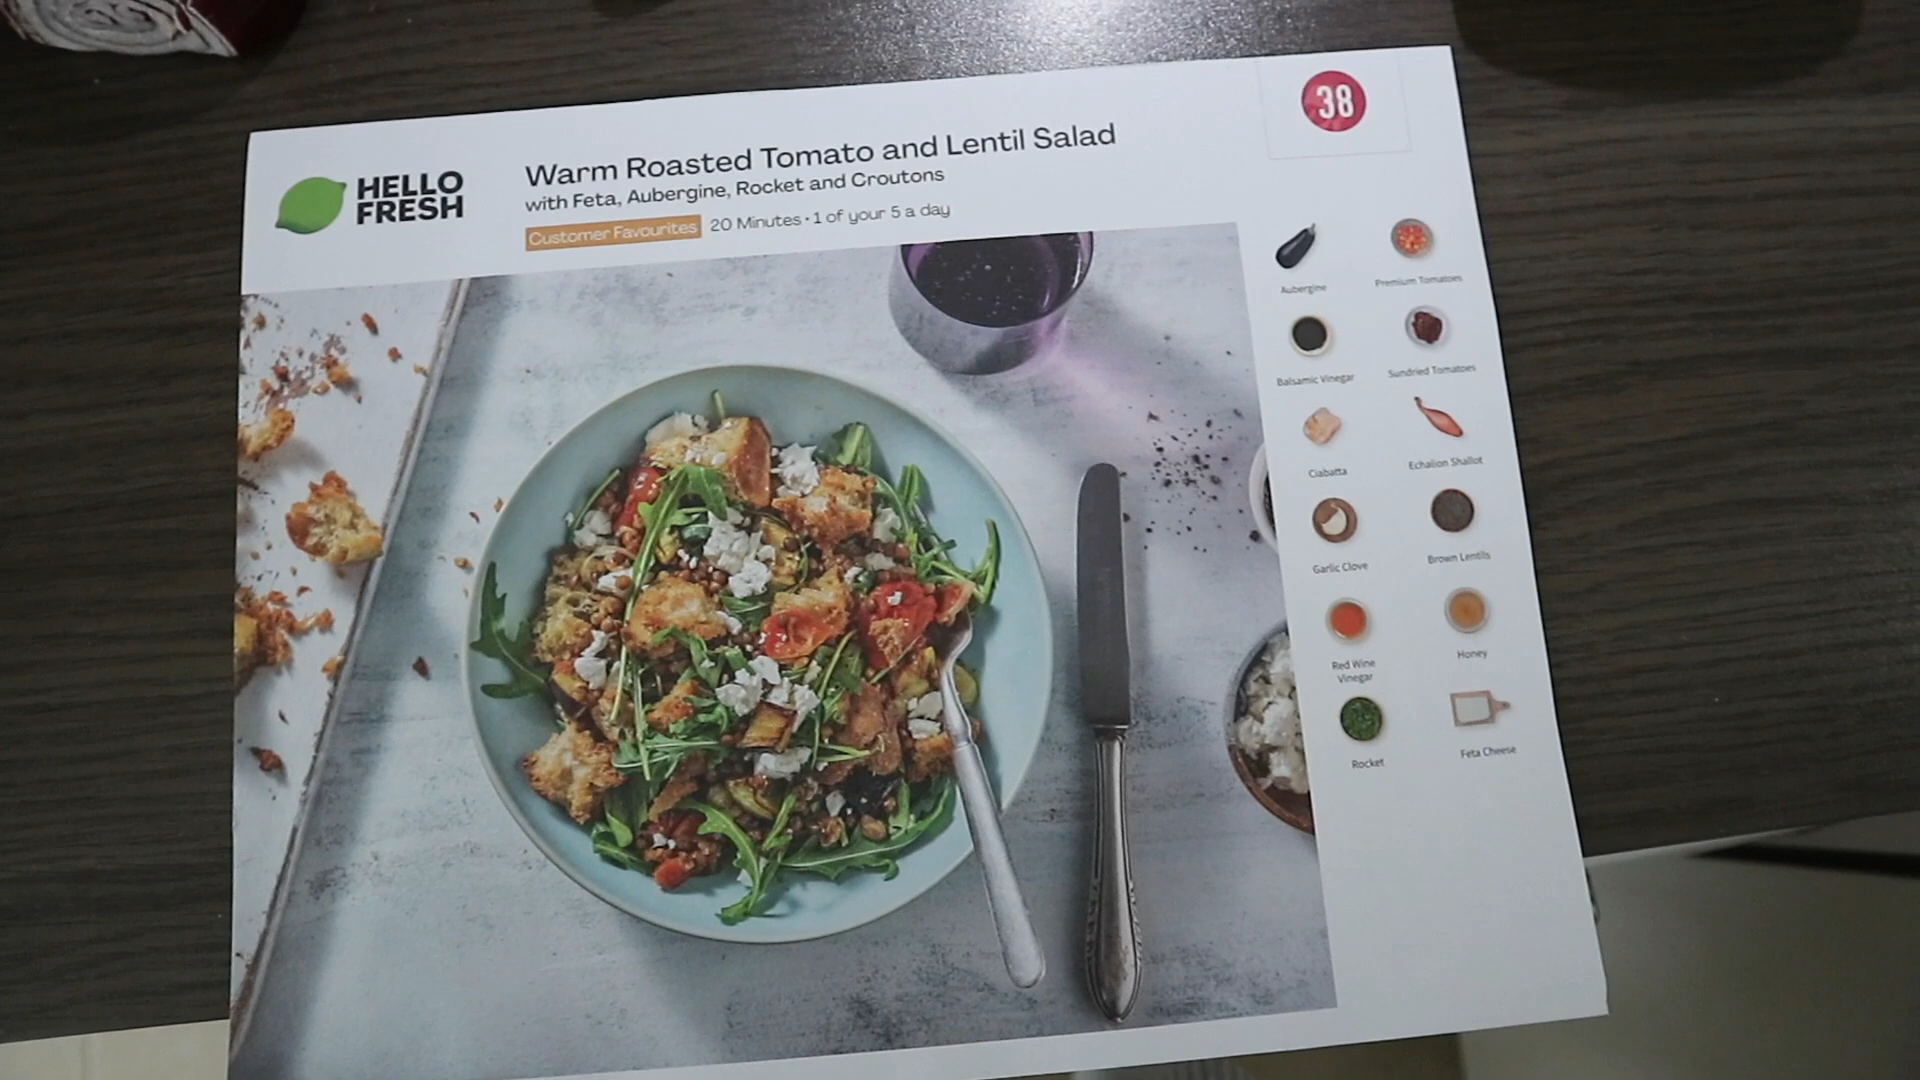 38
HELLO
FRESH
Warm Roasted Tomato and Lentil Salad
with Feta, Aubergine, Rocket and Croutons
Customer Favourites 20 Minutes • 1 of your 5 a day
Aubergine
Premium Tomatoes
Balsamic Vinegar
Sundried Tomatoes
Ciabatta
Echalion Shallot
Garlic Clove
Brown Lentils
Red Wine
Vinegar
Honey
Rocket
Feta Cheese